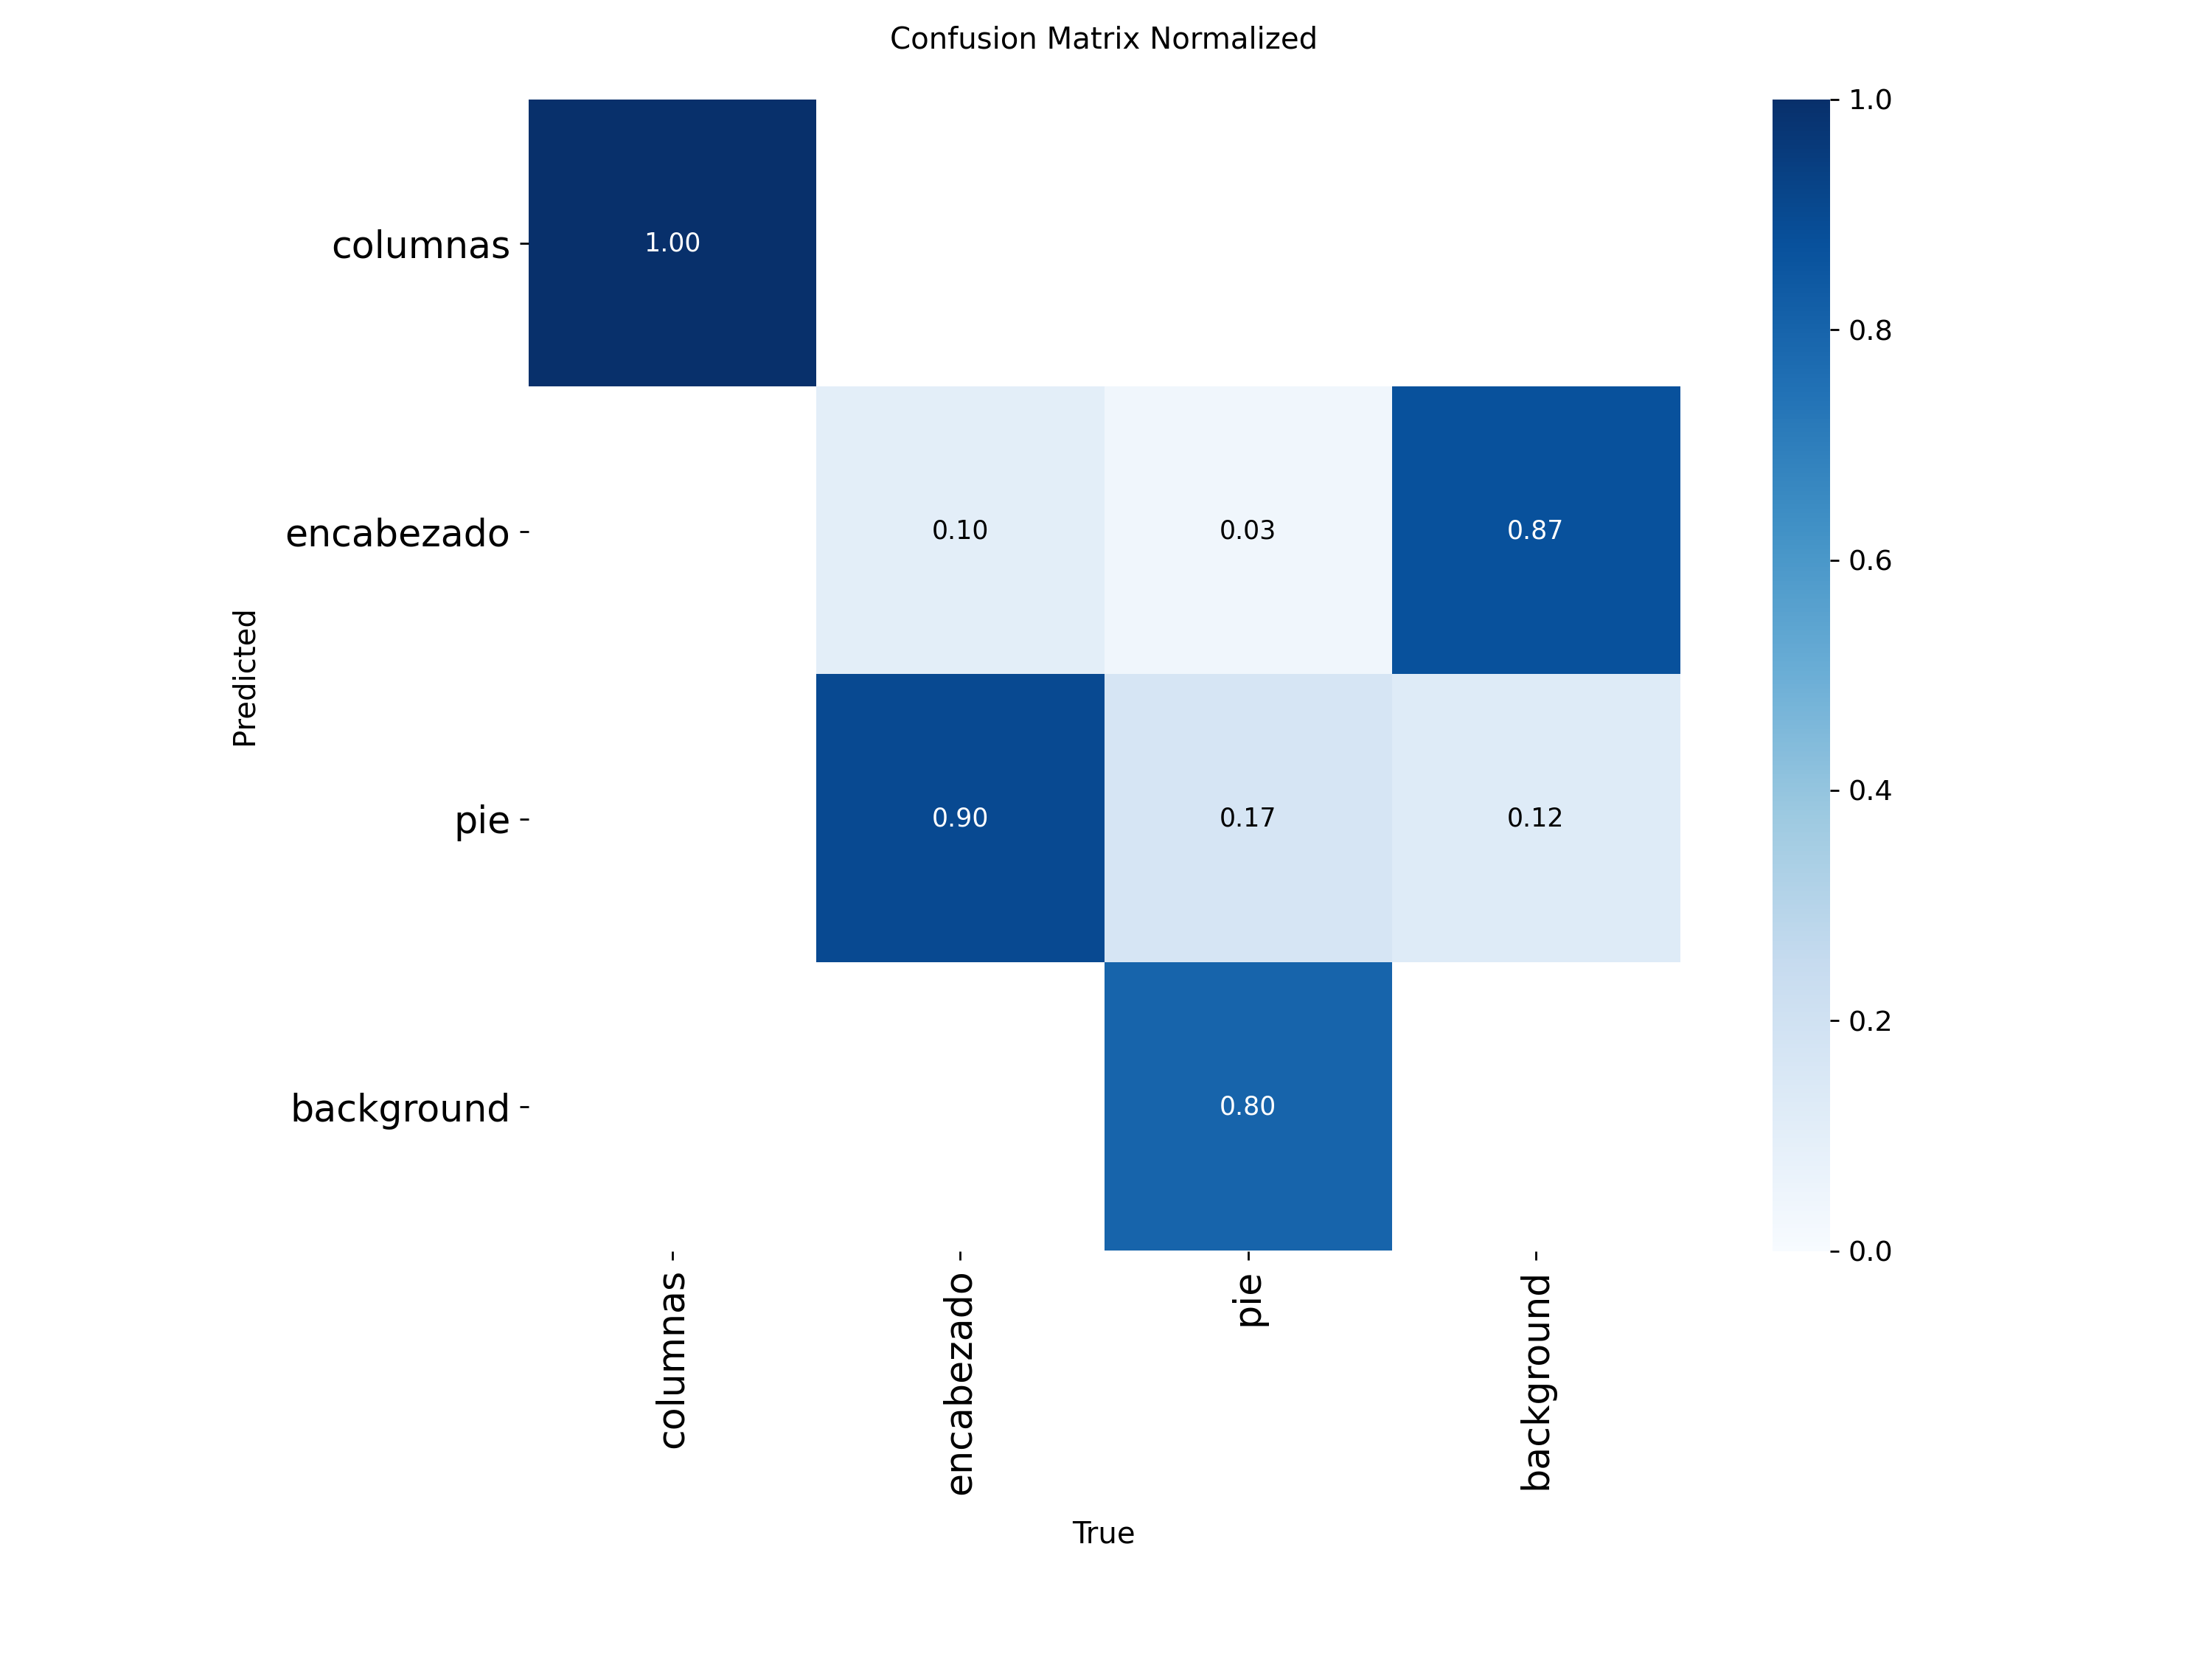 Confusion Matrix Normalized
columnas
1.00
encabezado
0.10 0.03 0.87
pie
0.90 0.17 0.12
background
0.80
Predicted
columnas encabezado pie background
True
1.0
0.8
0.6
0.4
0.2
0.0